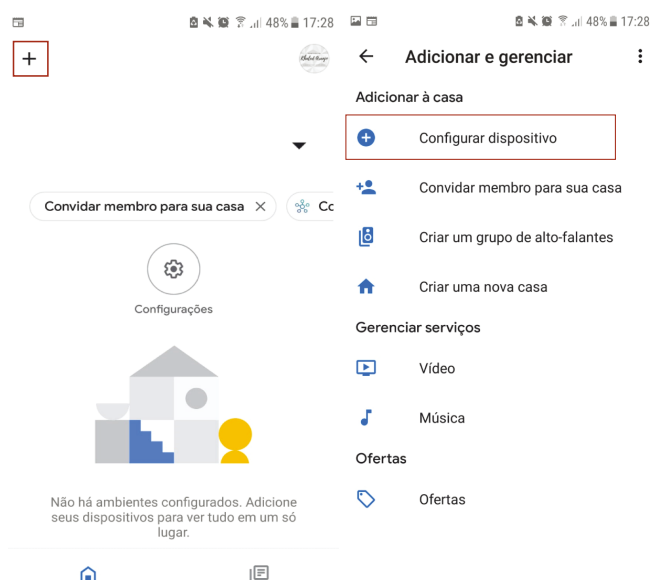 48% 17:28
Convidar membro para sua casa
Configurações
Não há ambientes configurados. Adicione
seus dispositivos para ver tudo em um só
lugar.
48% 17:28
Adicionar e gerenciar
Adicionar à casa
Configurar dispositivo
Convidar membro para sua casa
Criar um grupo de alto-falantes
Criar uma nova casa
Gerenciar serviços
Vídeo
Música
Ofertas
Ofertas